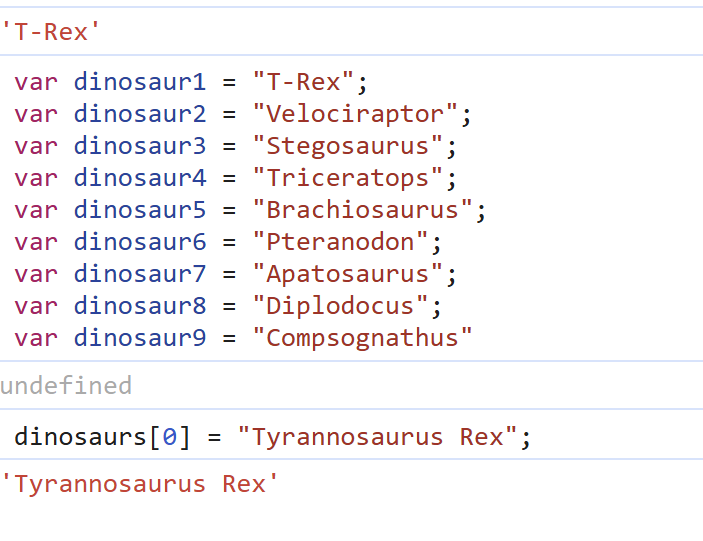 'T-Rex'
var dinosaur1 = "T-Rex";
var dinosaur2 = "Velociraptor";
var dinosaur3 = "Stegosaurus";
var dinosaur4 = "Triceratops";
var dinosaur5 = "Brachiosaurus";
var dinosaur6 = "Pteranodon";
var dinosaur7 = "Apatosaurus";
var dinosaur8 = "Diplodocus";
var dinosaur9 = "Compsognathus"
undefined
dinosaurs[0] = "Tyrannosaurus Rex";
'Tyrannosaurus Rex'